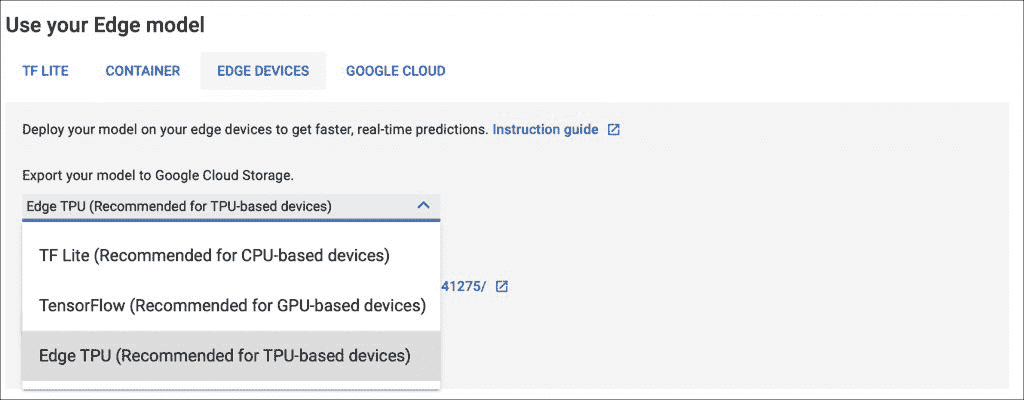 Use your Edge model
TF LITE CONTAINER EDGE DEVICES GOOGLE CLOUD
Deploy your model on your edge devices to get faster, real-time predictions. Instruction guide
Export your model to Google Cloud Storage.
Edge TPU (Recommended for TPU-based devices)
TF Lite (Recommended for CPU-based devices)
41275/
TensorFlow (Recommended for GPU-based devices)
Edge TPU (Recommended for TPU-based devices)